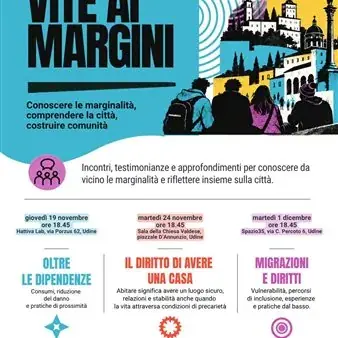 VITE AI
MARGINI
Conoscere le marginalità,
comprendere la città,
costruire comunità
Incontri, testimonianze e approfondimenti per conoscere da
vicino le marginalità e riflettere insieme sulla città.
giovedì 19 novembre
ore 18.45
Hattiva Lab, via Porzus 62, Udine
martedì 24 novembre
ore 18.45
Sala della Chiesa Valdese,
piazzale D'Annunzio, Udine
martedì 1 dicembre
ore 18.45
Spazio35, via C. Percoto 6, Udine
OLTRE
LE DIPENDENZE
Consumi, riduzione
del danno
e pratiche di prossimità
IL DIRITTO DI AVERE
UNA CASA
Abitare significa avere un luogo sicuro,
relazioni e stabilità anche quando
la vita attraversa condizioni di precarietà
MIGRAZIONI
E DIRITTI
Vulnerabilità, percorsi
di inclusione, esperienze
e pratiche dal basso.